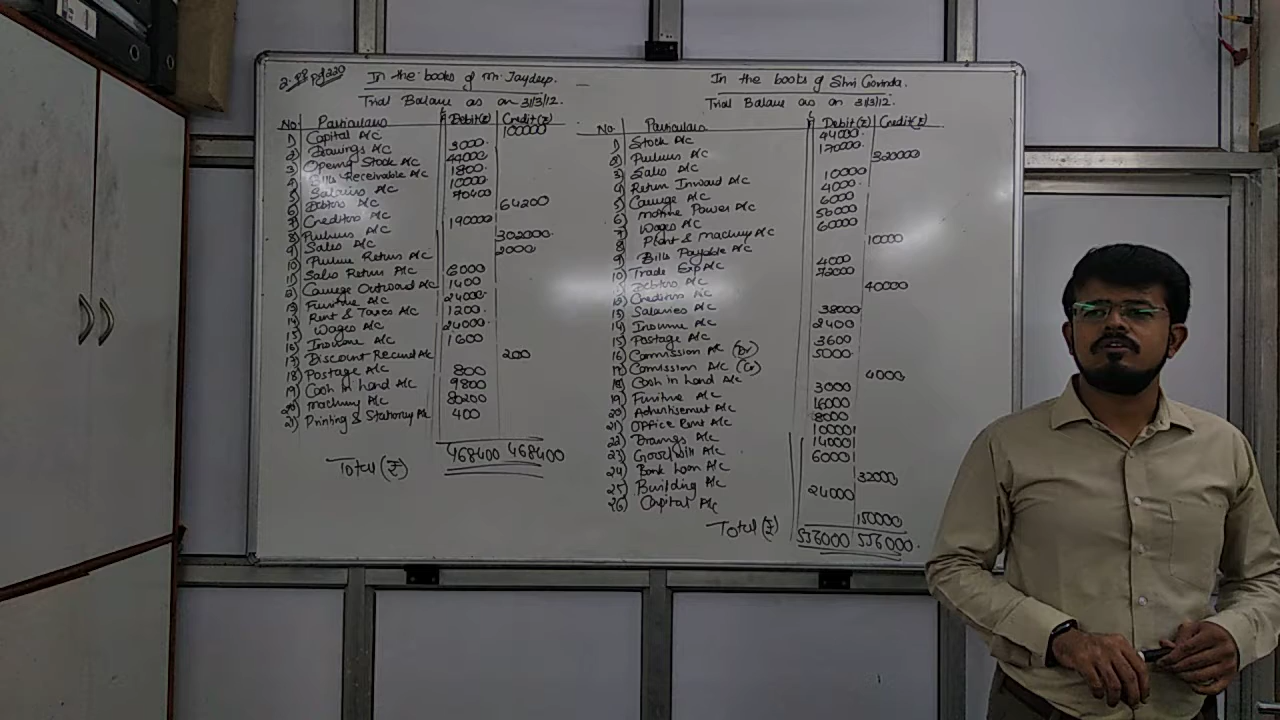 In the books of Mr. Jaydeep.
Trial Balance as on 31/3/12.
No. Particulars Debit(₹) Credit(₹)
1) Capital A/c 100000
2) Drawings A/c 3000
3) Opening Stock A/c 44000
4) Bills Receivable A/c 1800
5) Salaries A/c 10000
6) Debtors A/c 70400
7) Creditors A/c 64200
8) Purchases A/c 190000
9) Sales A/c 302000
10) Purchase Return A/c 2000
11) Sales Return A/c 6000
12) Carriage Outward A/c 1400
13) Furniture A/c 24000
14) Rent & Taxes A/c 1200
15) Wages A/c 24000
16) Insurance A/c 1600
17) Discount Received A/c 200
18) Postage A/c 800
19) Cash in hand A/c 9800
20) Machinery A/c 80200
21) Printing & Stationary A/c 400
Total (₹) 468400 468400
In the books of Shri Govinda.
Trial Balance as on 31/3/12.
No. Particulars Debit(₹) Credit(₹)
1) Stock A/c 44000
2) Purchases A/c 170000
3) Sales A/c 320000
4) Return Inward A/c 10000
5) Carriage A/c 4000
6) Motive Power A/c 6000
7) Wages A/c 56000
8) Plant & Machinery A/c 60000
9) Bills Payable A/c 10000
10) Trade Exp A/c 4000
11) Debtors A/c 72000
12) Creditors A/c 40000
13) Salaries A/c 38000
14) Insurance A/c 2400
15) Postage A/c 3600
16) Commission A/c (Dr) 5000
17) Comission A/c (Cr) 4000
18) Cash in hand A/c 3000
19) Furniture A/c 16000
20) Advertisement A/c 8000
21) Office Rent A/c 10000
22) Drawings A/c 14000
23) Goodwill A/c 6000
24) Bank Loan A/c 32000
25) Building A/c 24000
26) Capital A/c 150000
Total (₹) 556000 556000